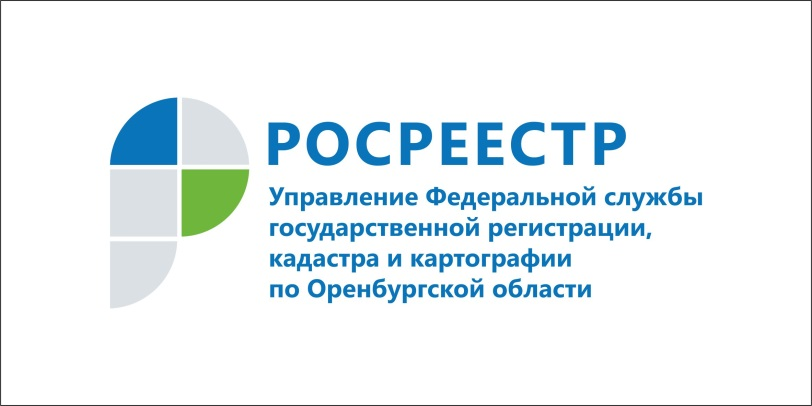 РОСРЕЕСТР
Управление Федеральной службы
государственной регистрации,
кадастра и картографии
по Оренбургской области